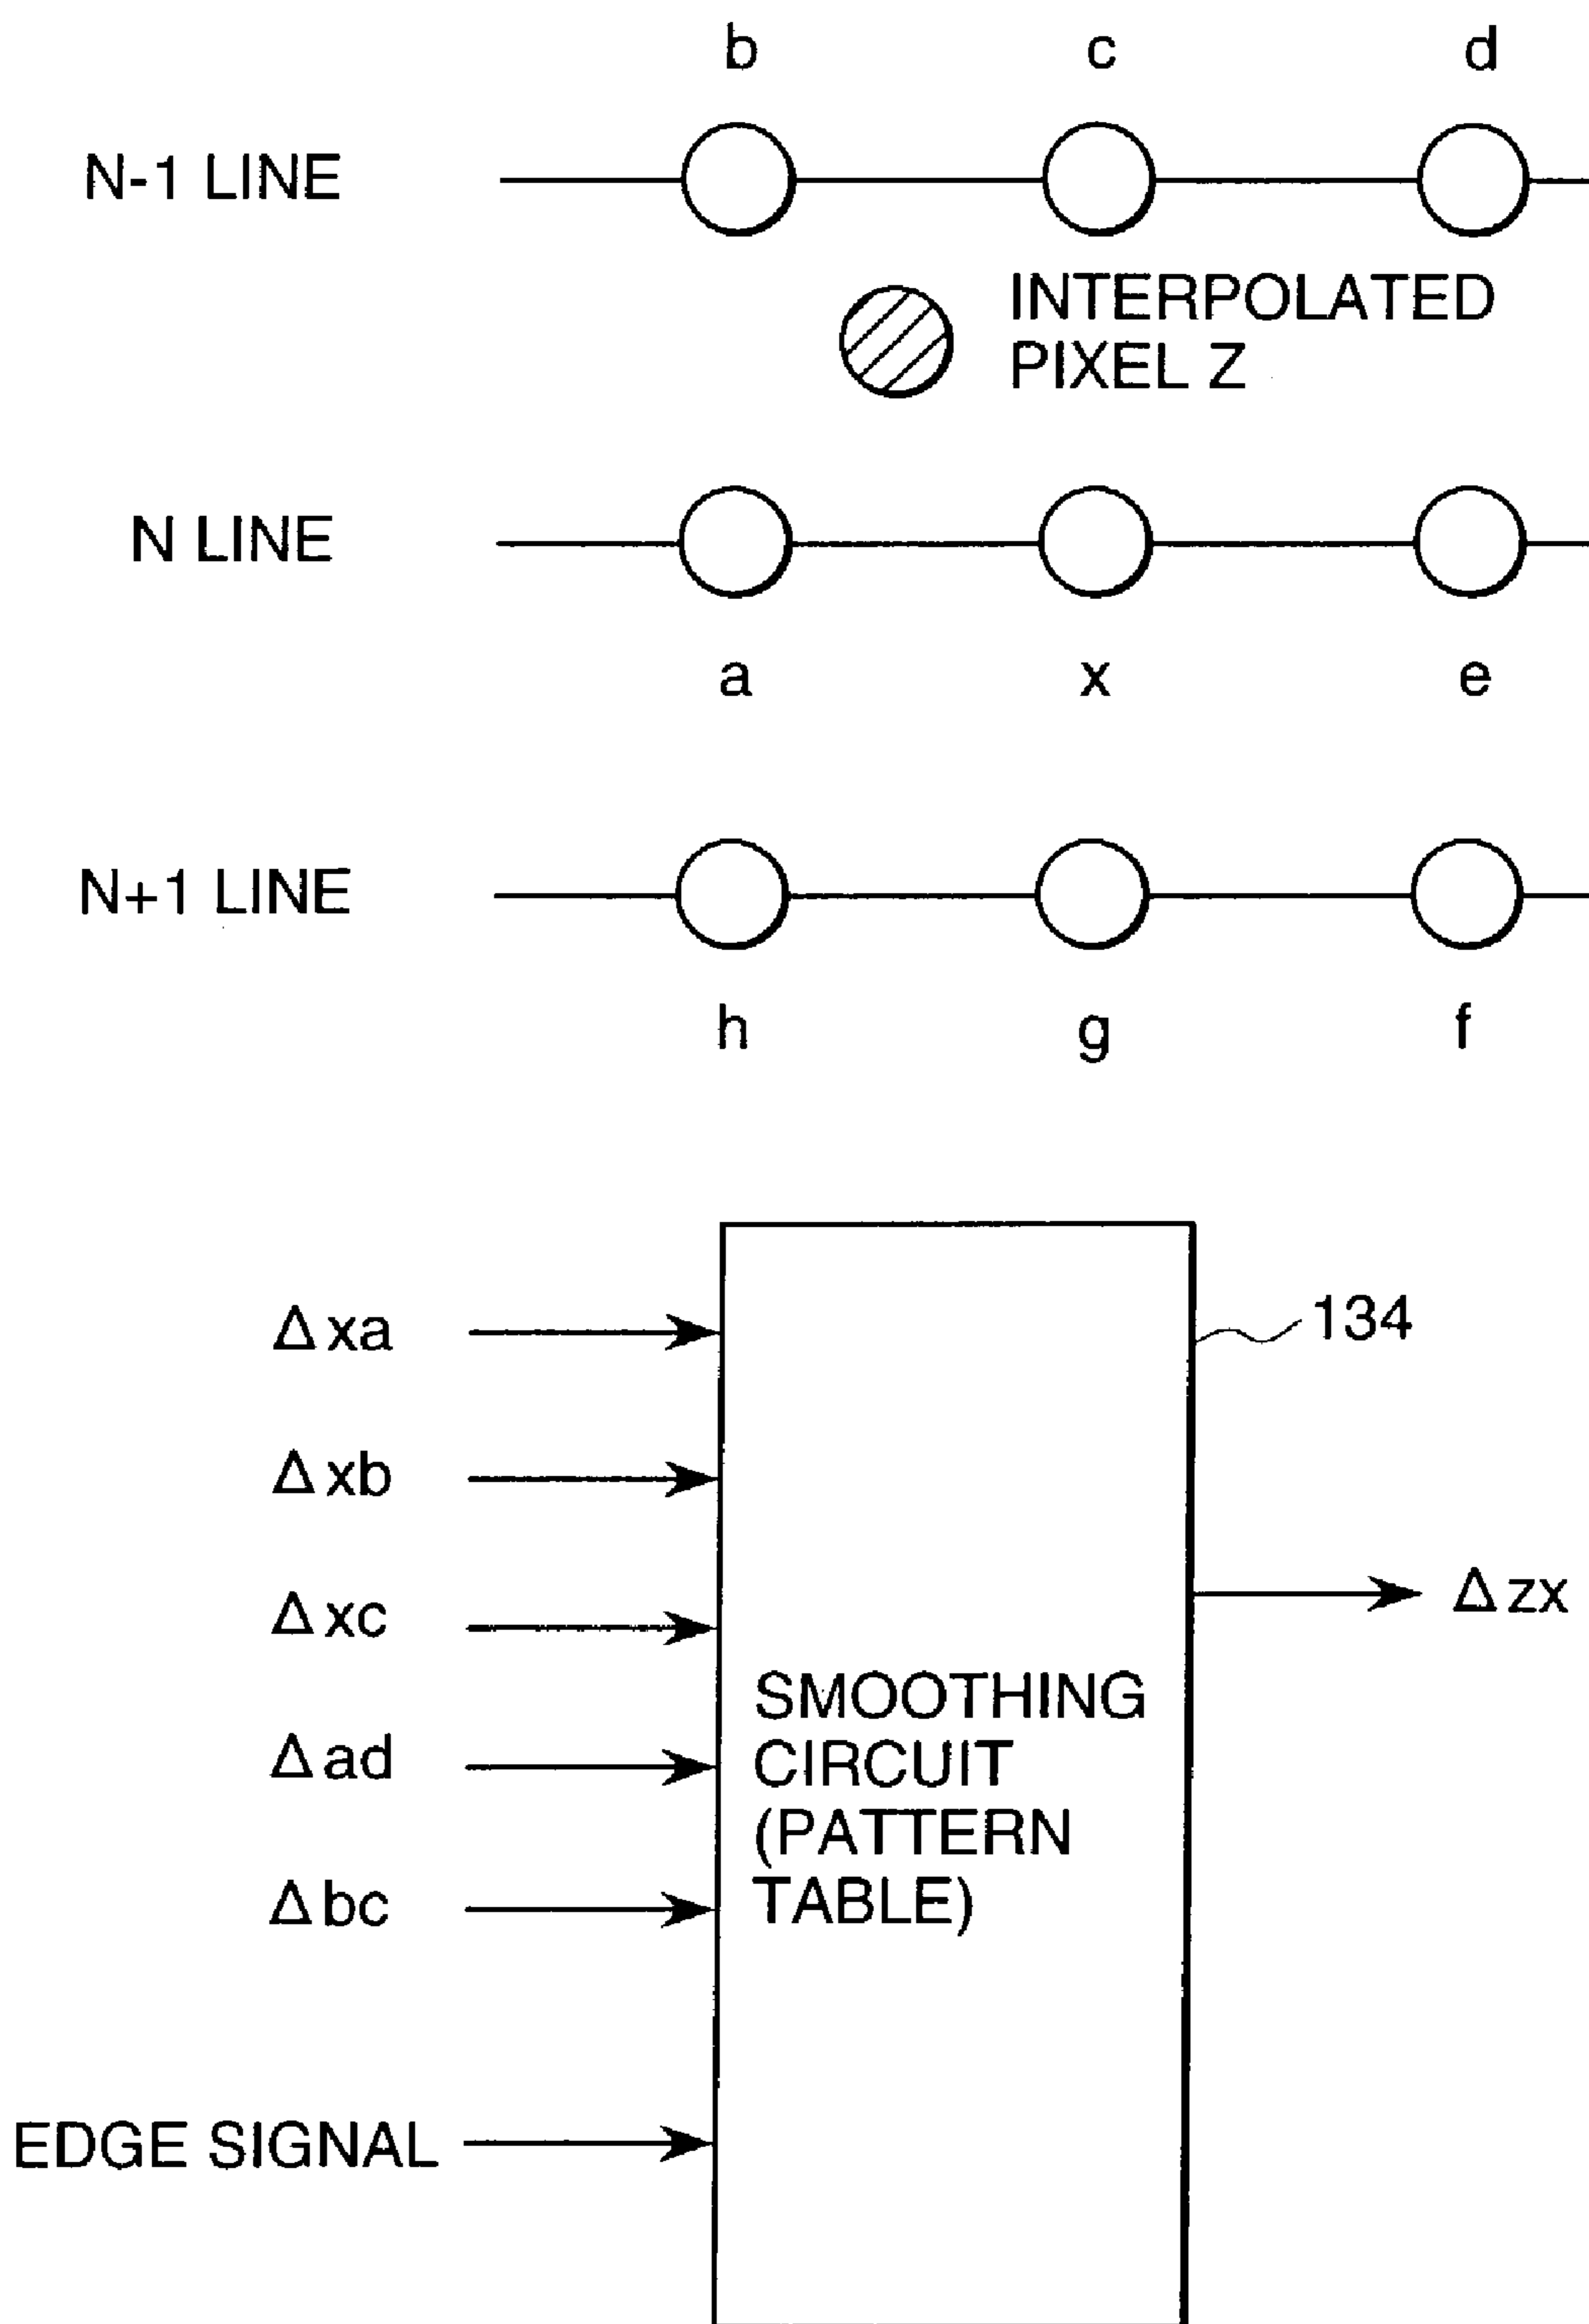 b c d
N-1 LINE
INTERPOLATED
PIXEL Z
N LINE
a x e
N+1 LINE
h g f
Δxa
134
Δxb
Δxc
Δzx
SMOOTHING
CIRCUIT
(PATTERN
TABLE)
Δad
Δbc
EDGE SIGNAL